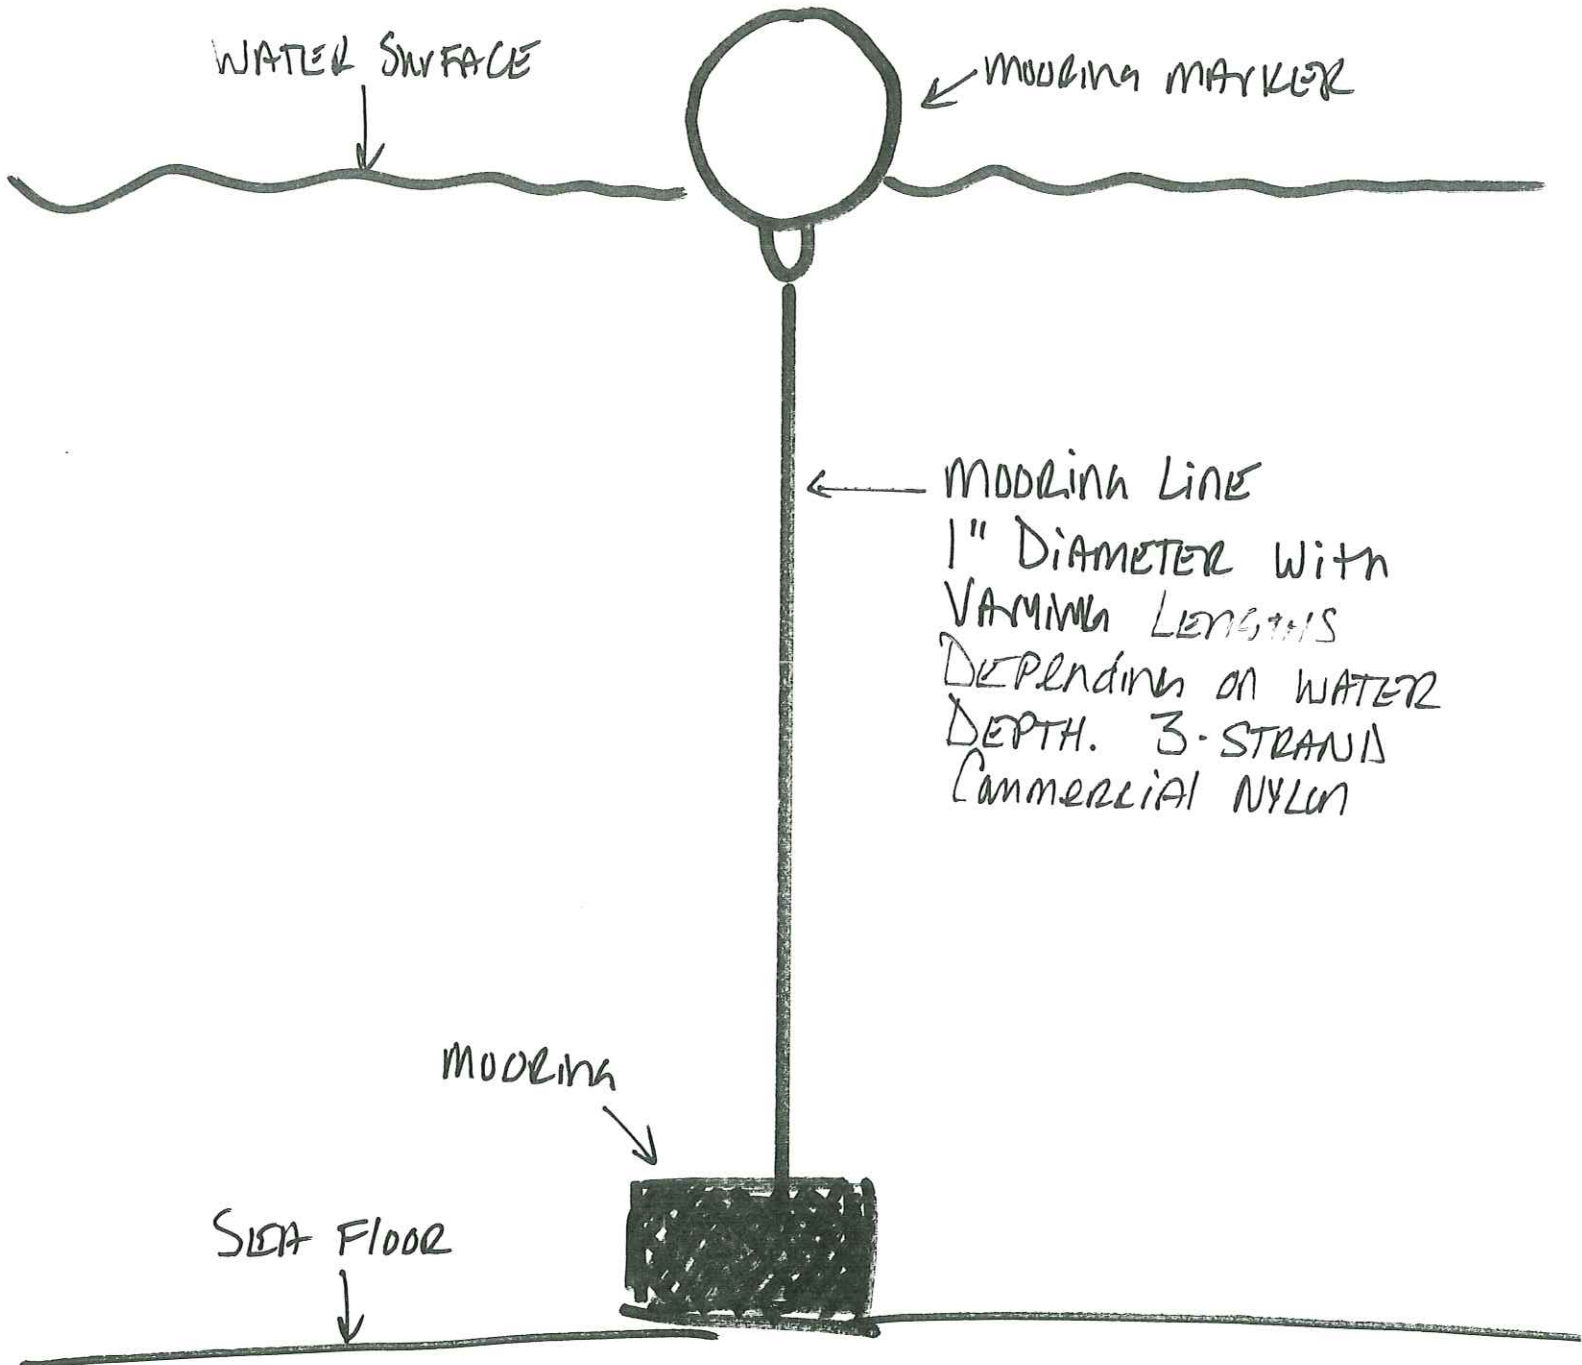 WATER SURFACE
MOORING MARKER
MOORING LINE
1" DIAMETER With
VARYING LENGTHS
DEPENDING ON WATER
DEPTH. 3-STRAND
COMMERCIAL NYLON
MOORING
SEA FLOOR